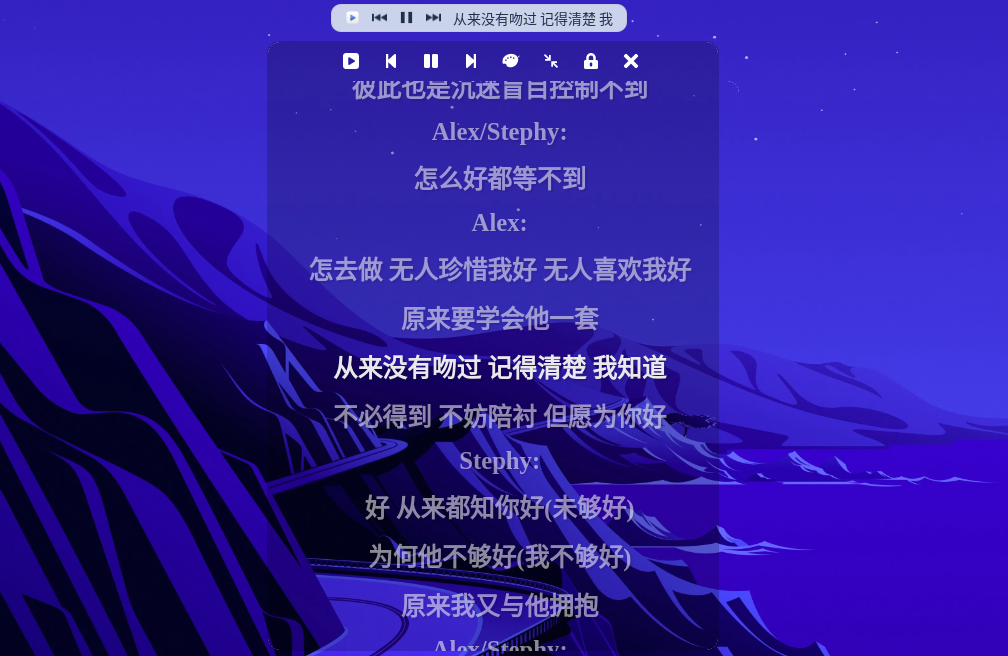 从来没有吻过 记得清楚 我
彼此也是沉迷盲目控制不到
Alex/Stephy:
怎么好都等不到
Alex:
怎去做 无人珍惜我好 无人喜欢我好
原来要学会他一套
从来没有吻过 记得清楚 我知道
不必得到 不妨陪衬 但愿为你好
Stephy:
好 从来都知你好(未够好)
为何他不够好(我不够好)
原来我又与他拥抱
Alex/Stephy: